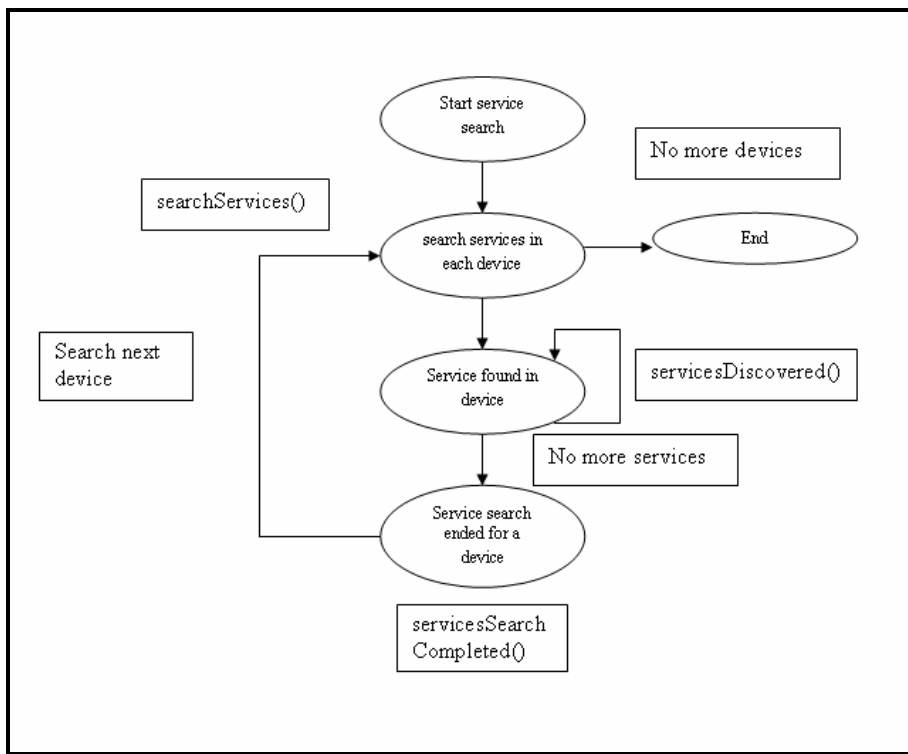 Start service
search
No more devices
searchServices()
search services in
each device
End
Search next
device
Service found in
device
servicesDiscovered()
No more services
Service search
ended for a
device
servicesSearch
Completed()